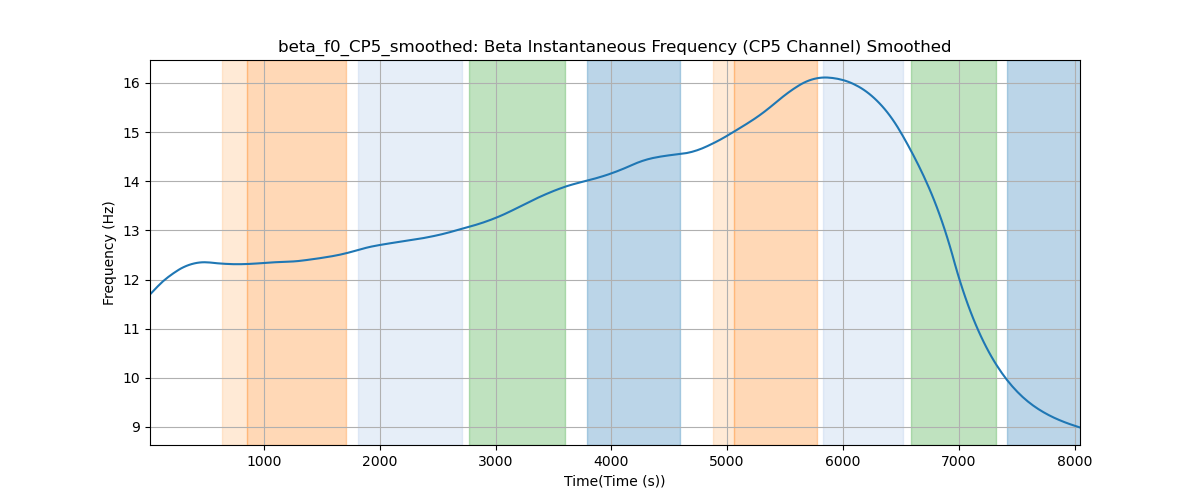 beta_f0_CP5_smoothed: Beta Instantaneous Frequency (CP5 Channel) Smoothed
Frequency (Hz)
16
15
14
13
12
11
10
9
1000 2000 3000 4000 5000 6000 7000 8000
Time(Time (s))